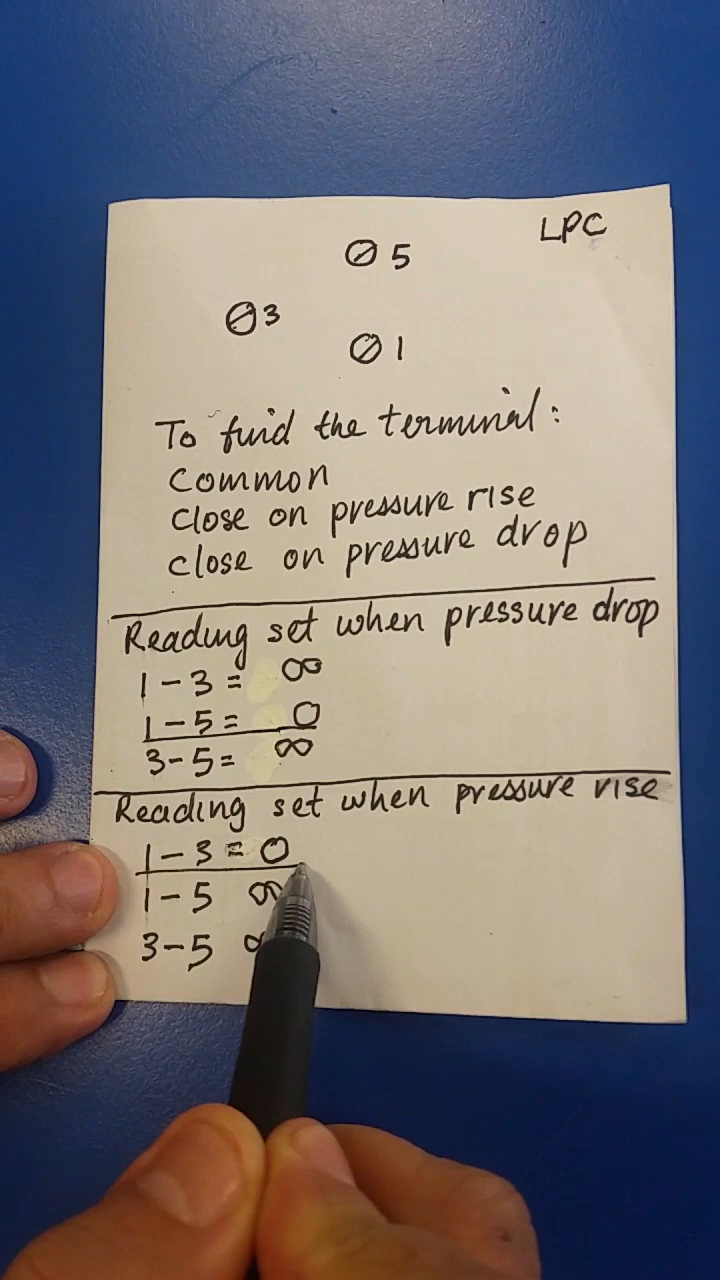 LPC
5
3
1
To find the terminal:
common
close on pressure rise
close on pressure drop
Reading set when pressure drop
1-3= ∞
1-5= 0
3-5= ∞
Reading set when pressure rise
1-3=0
1-5 ∞
3-5